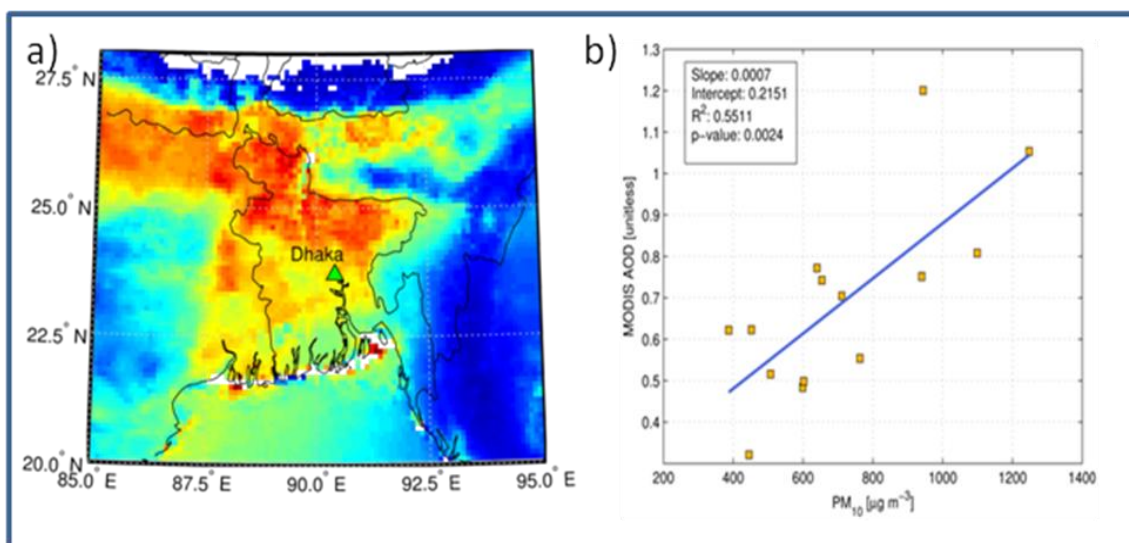 a)
27.5° N
25.0° N
22.5° N
20.0° N
85.0° E
87.5° E
90.0° E
92.5° E
95.0° E
Dhaka
b)
Slope: 0.0007
Intercept: 0.2151
R²: 0.5511
p-value: 0.0024
1.3
1.2
1.1
1
0.9
0.8
0.7
0.6
0.5
0.4
MODIS AOD [unitless]
200
400
600
800
1000
1200
1400
PM₁₀ [µg m⁻³]